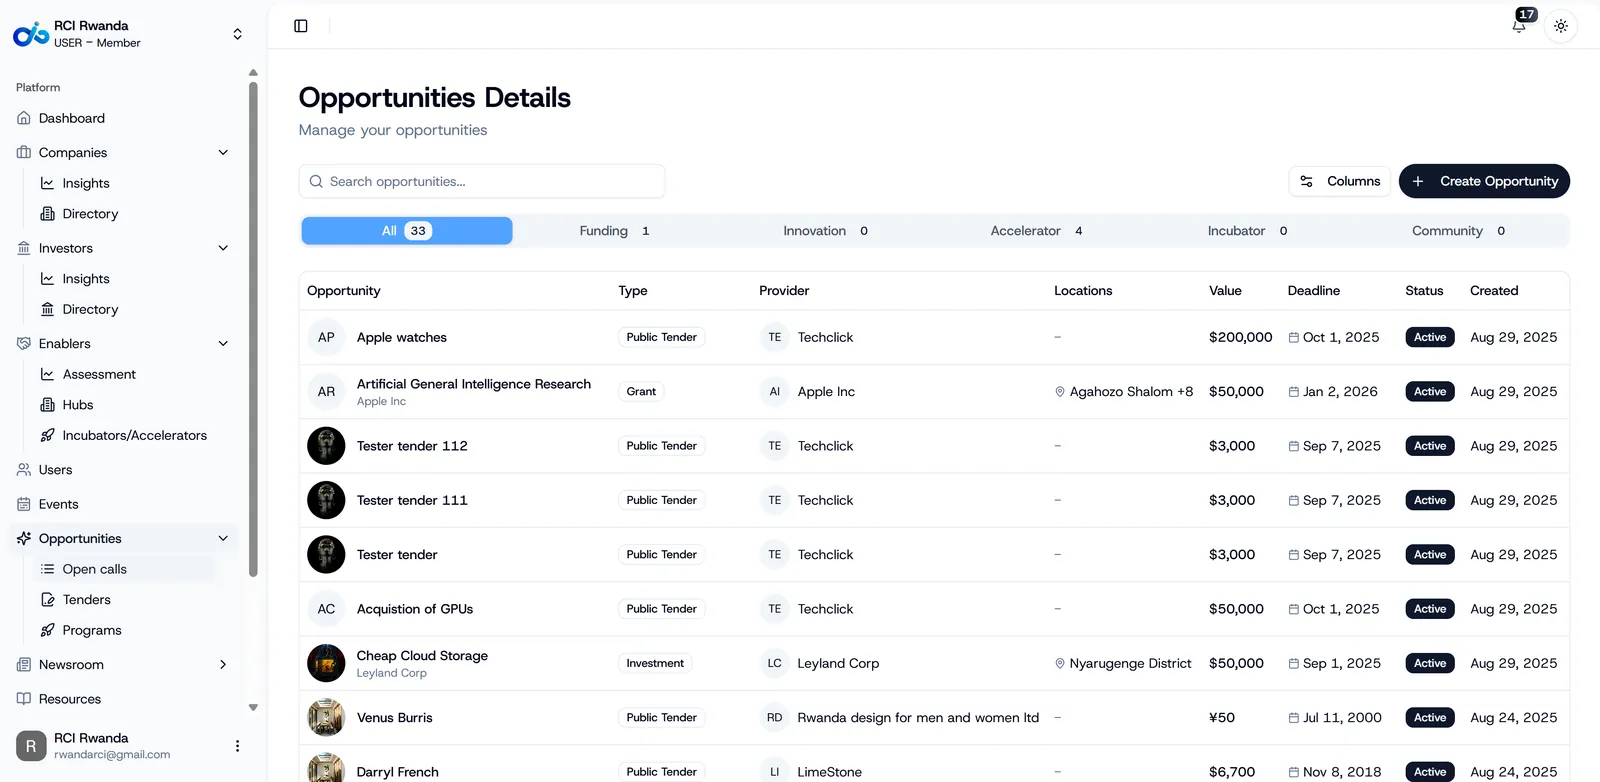 RCI Rwanda
USER – Member
Platform
Dashboard
Companies
Insights
Directory
Investors
Insights
Directory
Enablers
Assessment
Hubs
Incubators/Accelerators
Users
Events
Opportunities
Open calls
Tenders
Programs
Newsroom
Resources
R
RCI Rwanda
rwandarci@gmail.com
17
Opportunities Details
Manage your opportunities
Search opportunities...
Columns
Create Opportunity
All 33 Funding 1 Innovation 0 Accelerator 4 Incubator 0 Community 0
Opportunity Type Provider Locations Value Deadline Status Created
AP Apple watches Public Tender TE Techclick – $200,000 Oct 1, 2025 Active Aug 29, 2025
AR Artificial General Intelligence Research Grant AI Apple Inc Agahozo Shalom +8 $50,000 Jan 2, 2026 Active Aug 29, 2025
Apple Inc
Tester tender 112 Public Tender TE Techclick – $3,000 Sep 7, 2025 Active Aug 29, 2025
Tester tender 111 Public Tender TE Techclick – $3,000 Sep 7, 2025 Active Aug 29, 2025
Tester tender Public Tender TE Techclick – $3,000 Sep 7, 2025 Active Aug 29, 2025
AC Acquistion of GPUs Public Tender TE Techclick – $50,000 Oct 1, 2025 Active Aug 29, 2025
Cheap Cloud Storage Investment LC Leyland Corp Nyarugenge District $50,000 Sep 1, 2025 Active Aug 29, 2025
Leyland Corp
Venus Burris Public Tender RD Rwanda design for men and women ltd – ¥50 Jul 11, 2000 Active Aug 24, 2025
Darryl French Public Tender LI LimeStone – $6,700 Nov 8, 2018 Active Aug 24, 2025